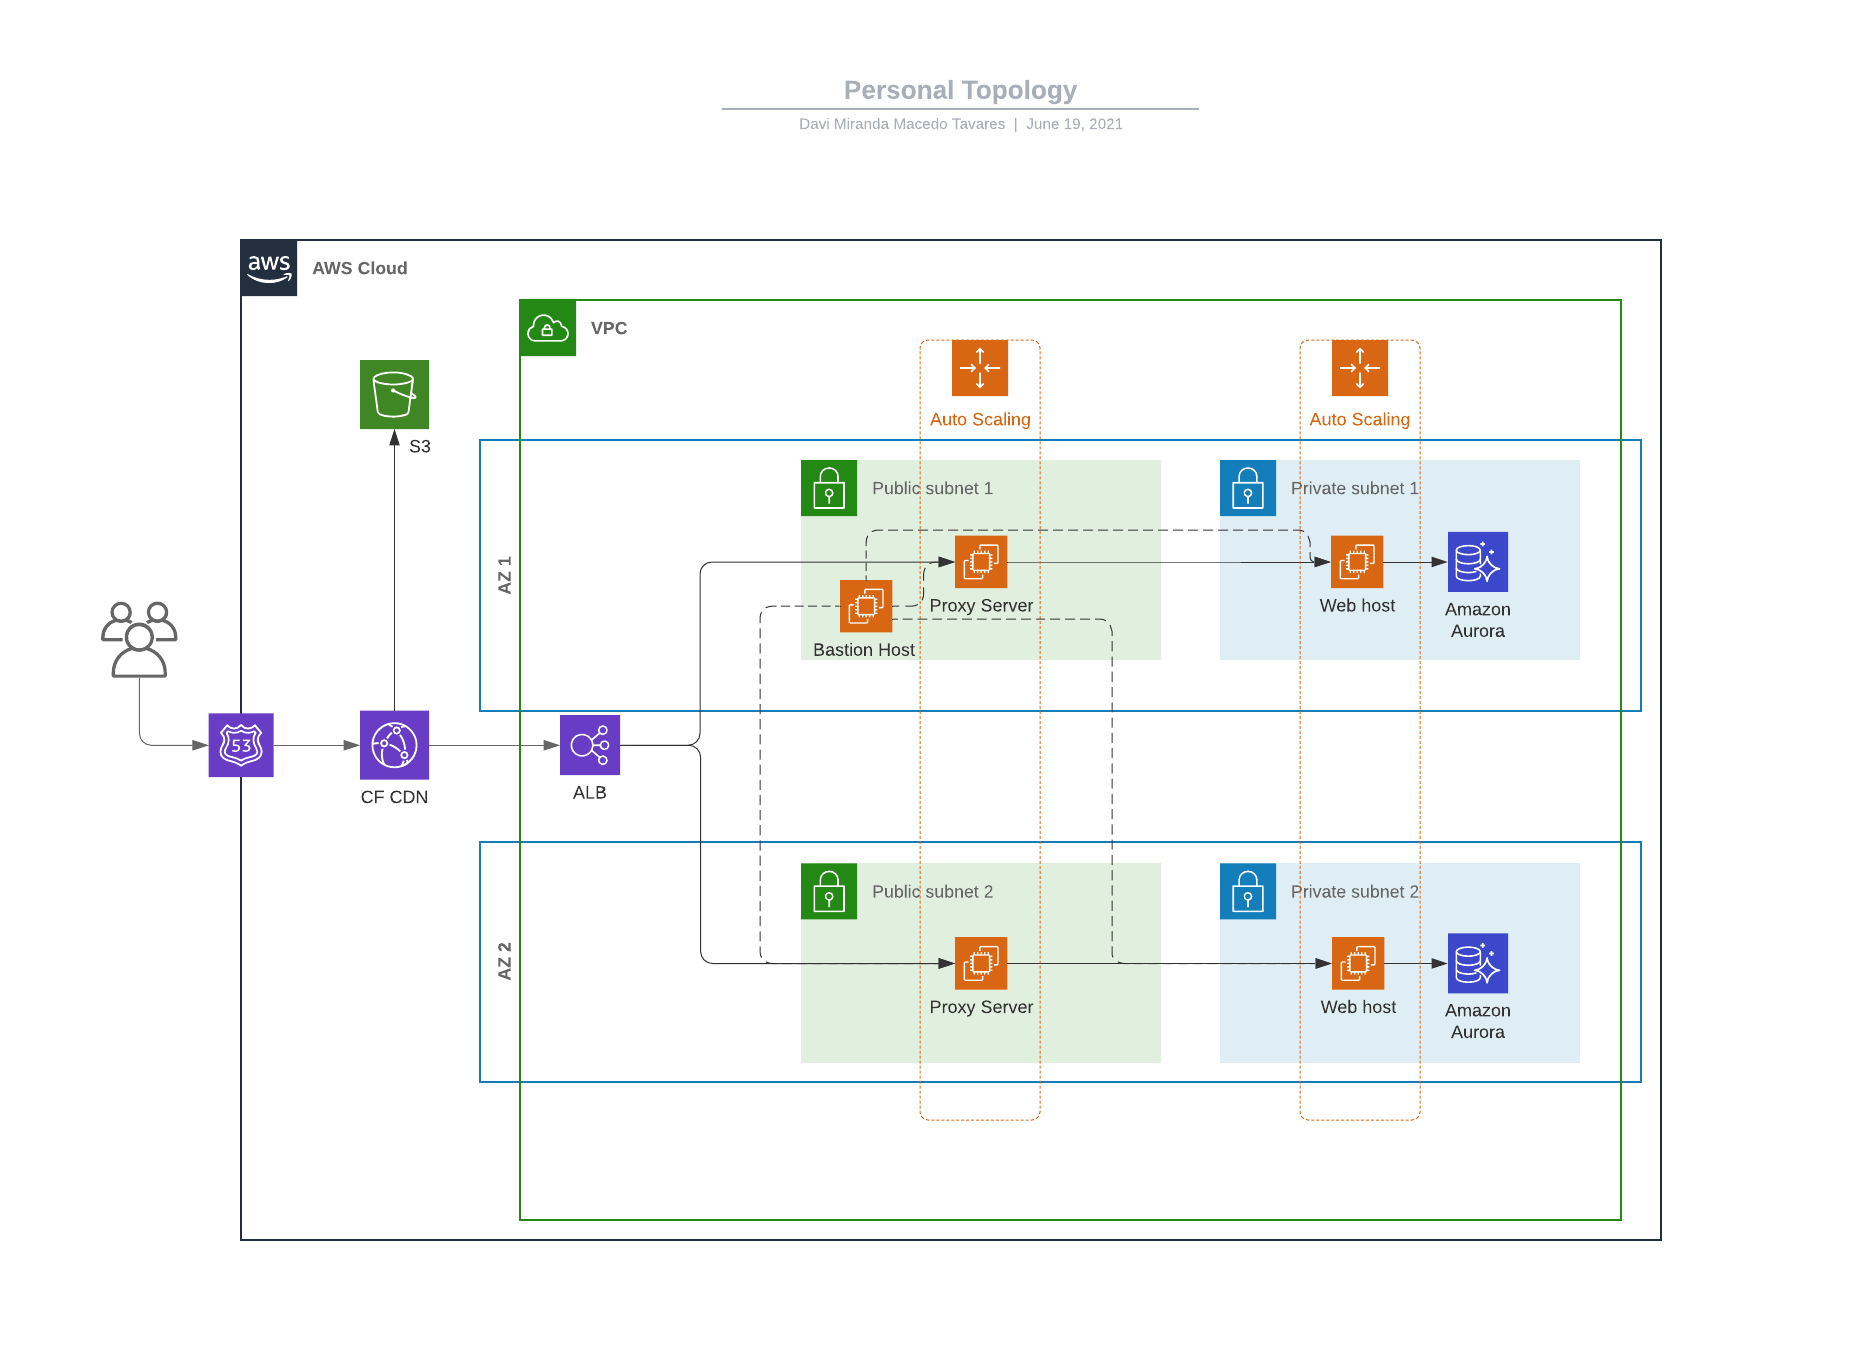 Personal Topology
Davi Miranda Macedo Tavares | June 19, 2021
aws
AWS Cloud
VPC
S3
Auto Scaling
Auto Scaling
AZ 1
Public subnet 1
Private subnet 1
Proxy Server
Web host
Amazon
Aurora
Bastion Host
53
CF CDN
ALB
AZ 2
Public subnet 2
Private subnet 2
Proxy Server
Web host
Amazon
Aurora